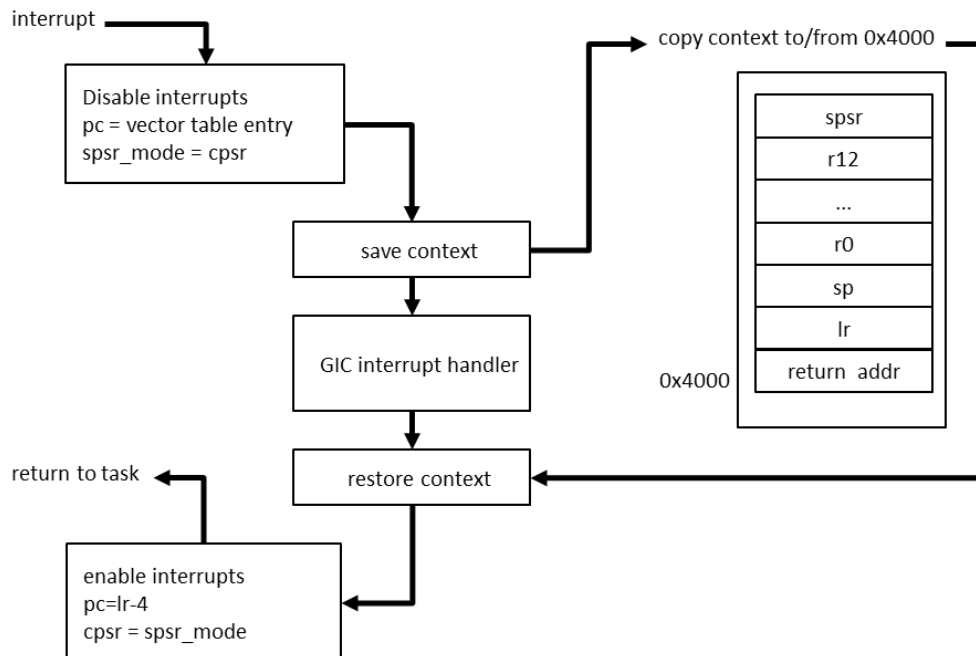 interrupt
copy context to/from 0x4000
Disable interrupts
pc = vector table entry
spsr_mode = cpsr
spsr
r12
...
r0
sp
lr
return addr
0x4000
save context
GIC interrupt handler
restore context
return to task
enable interrupts
pc=lr-4
cpsr = spsr_mode